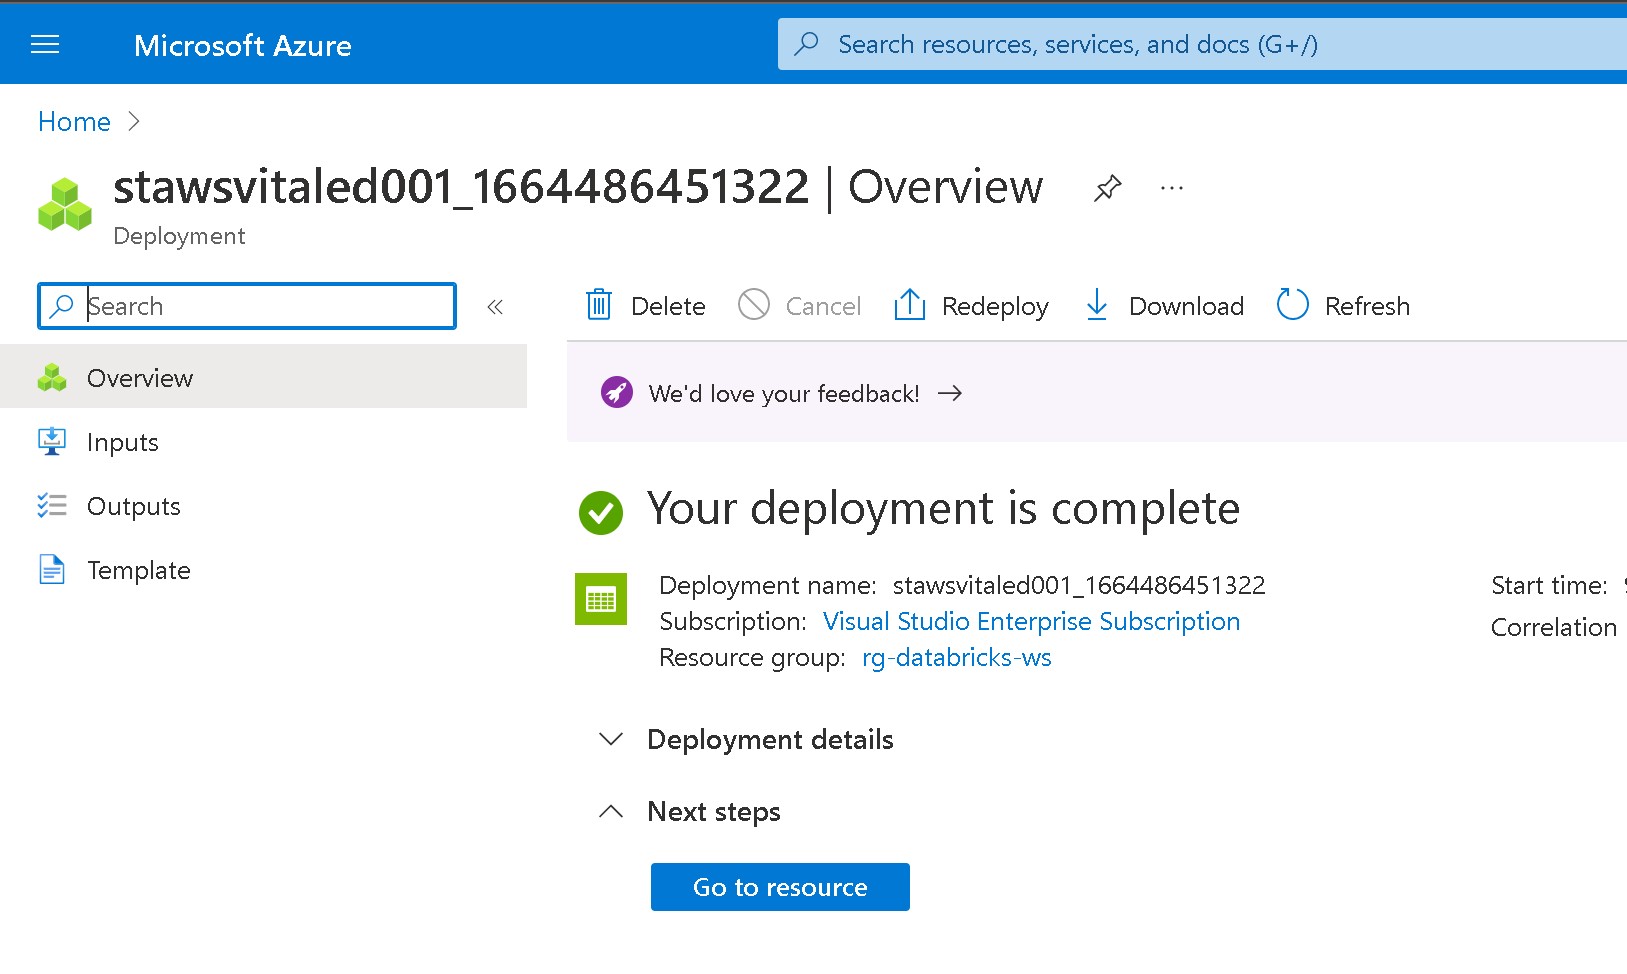 Microsoft Azure
Search resources, services, and docs (G+/)
Home
stawsvitaled001_1664486451322 | Overview
Deployment
Search
Overview
Inputs
Outputs
Template
Delete
Cancel
Redeploy
Download
Refresh
We'd love your feedback!
Your deployment is complete
Deployment name: stawsvitaled001_1664486451322
Subscription: Visual Studio Enterprise Subscription
Resource group: rg-databricks-ws
Start time:
Correlation
Deployment details
Next steps
Go to resource